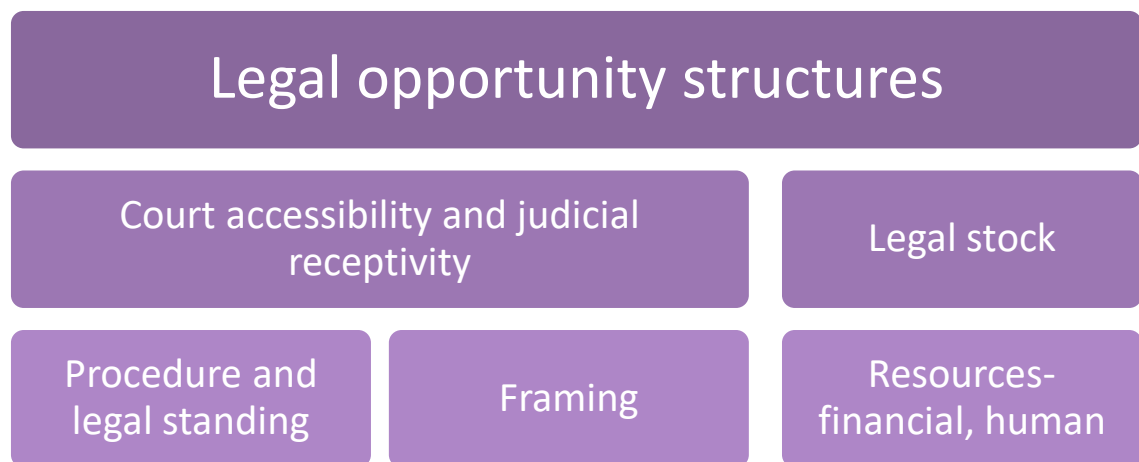 Legal opportunity structures
Court accessibility and judicial
receptivity
Legal stock
Procedure and
legal standing
Framing
Resources-
financial, human